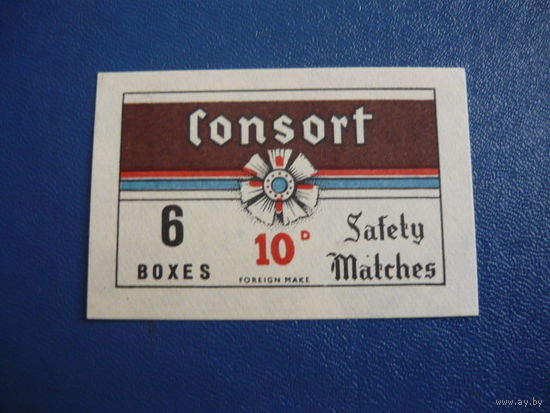 Consort
6
BOXES
10D
FOREIGN MAKE
Safety
Matches
www.ay.by